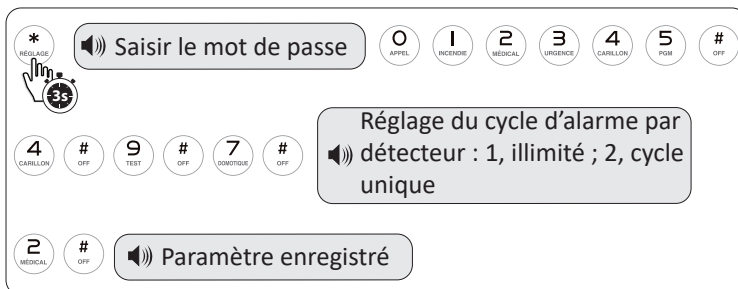 * RÉGLAGE Saisir le mot de passe 0 APPEL 1 INCENDIE 2 MÉDICAL 3 URGENCE 4 CARILLON 5 PGM # OFF
3s
4 CARILLON # OFF 9 TEST # OFF 7 DOMOTIQUE # OFF
Réglage du cycle d’alarme par
détecteur : 1, illimité ; 2, cycle
unique
2 MÉDICAL # OFF Paramètre enregistré